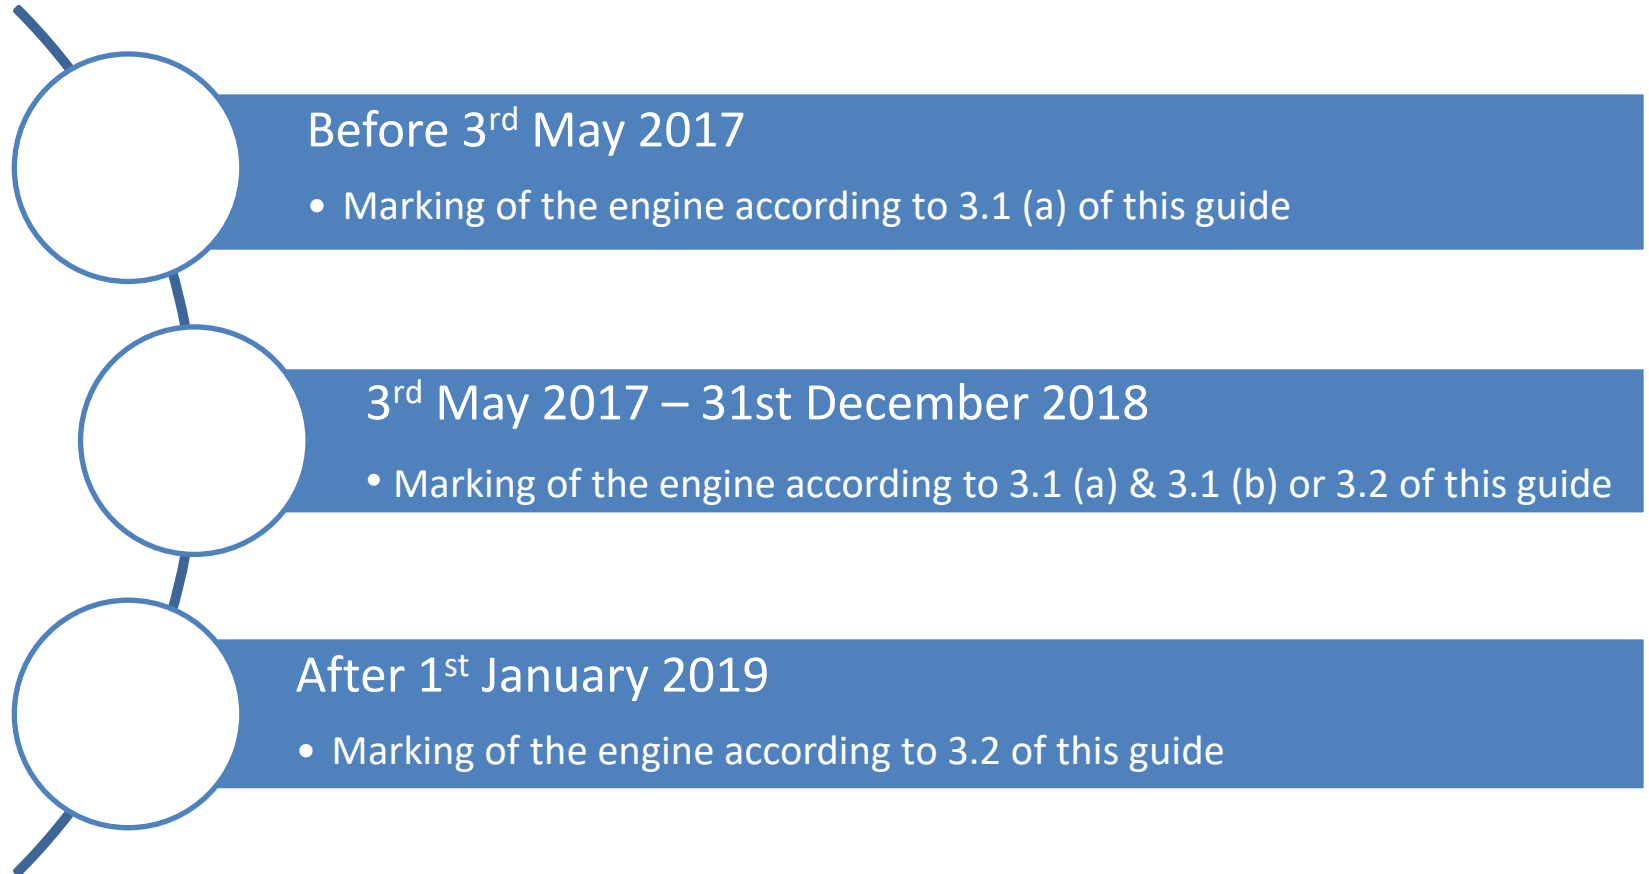 Before 3rd May 2017
• Marking of the engine according to 3.1 (a) of this guide
3rd May 2017 – 31st December 2018
• Marking of the engine according to 3.1 (a) & 3.1 (b) or 3.2 of this guide
After 1st January 2019
• Marking of the engine according to 3.2 of this guide